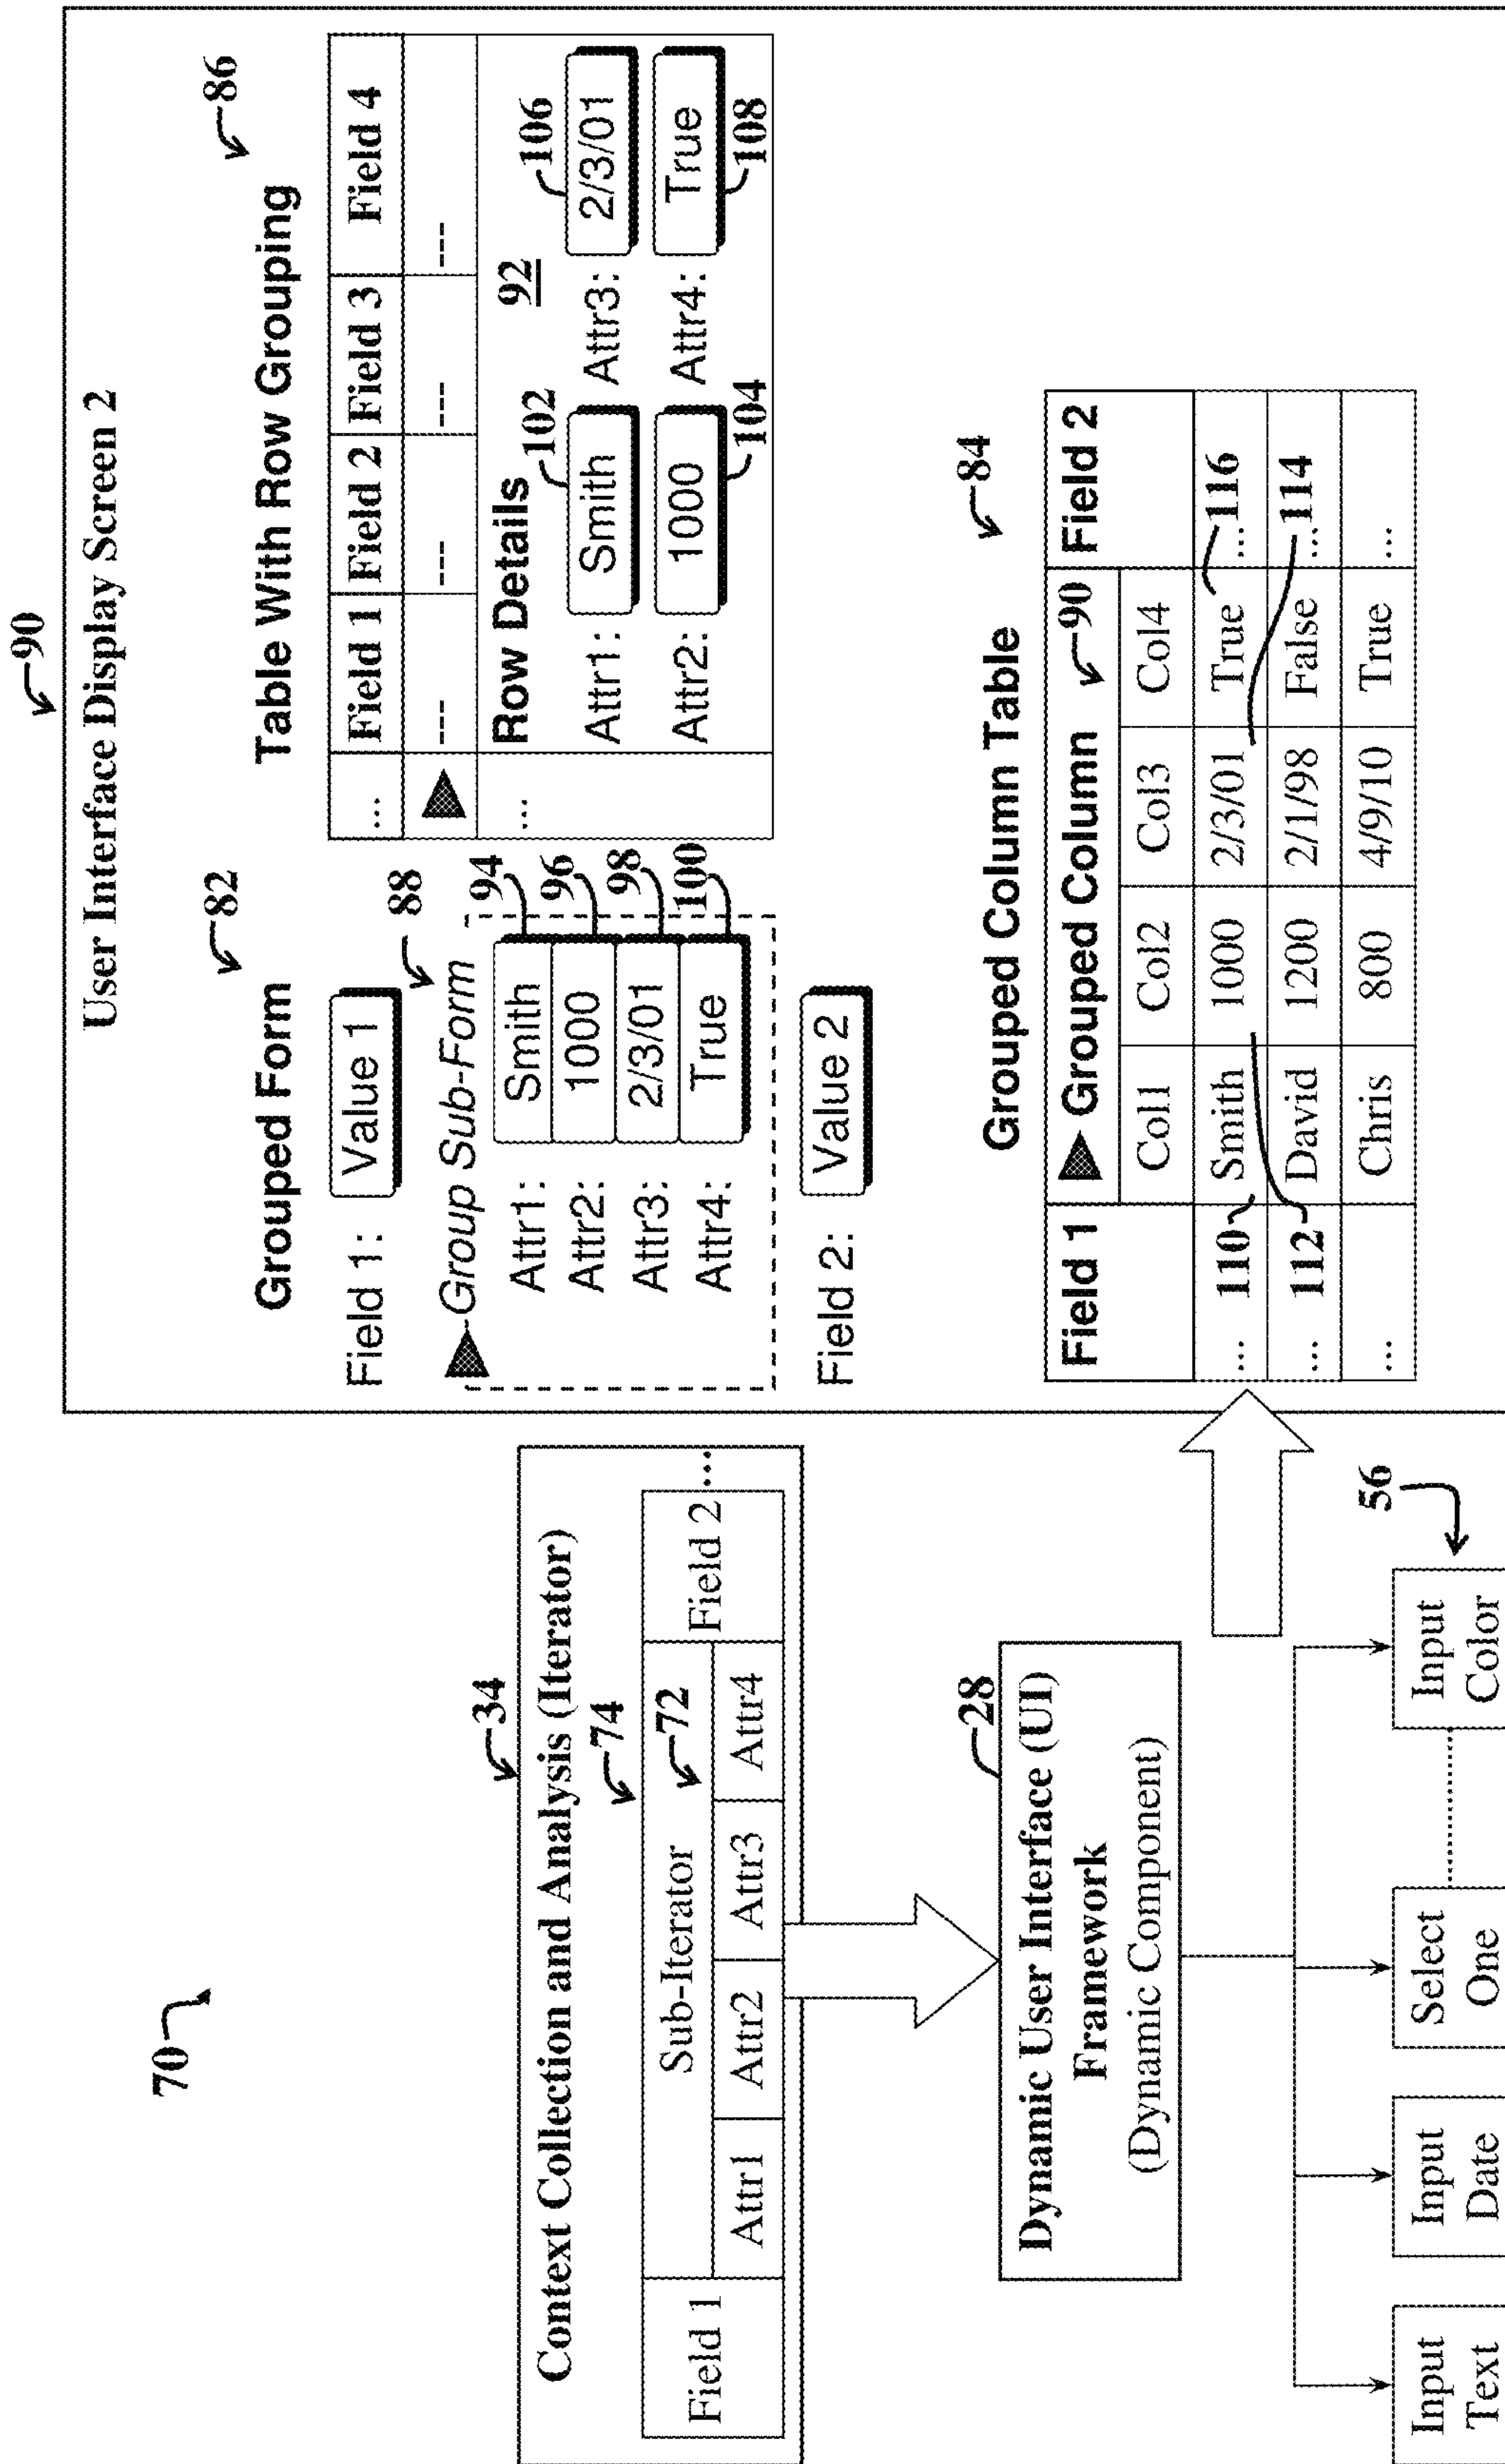 70
34
Context Collection and Analysis (Iterator)
74
Field 1
Sub-Iterator
72
Field 2
...
Attr1
Attr2
Attr3
Attr4
28
Dynamic User Interface (UI)
Framework
(Dynamic Component)
56
Input
Text
Input
Date
Select
One
Input
Color
90
User Interface Display Screen 2
82
Grouped Form
Field 1:
Value 1
88
Group Sub-Form
Attr1:
Smith
94
Attr2:
1000
96
Attr3:
2/3/01
98
Attr4:
True
100
Field 2:
Value 2
86
Table With Row Grouping
...
Field 1
Field 2
Field 3
Field 4
---
---
---
---
...
Row Details
92
102
106
Attr1:
Smith
Attr3:
2/3/01
Attr2:
1000
Attr4:
True
104
108
84
Grouped Column Table
Field 1
Grouped Column
90
Field 2
Col1
Col2
Col3
Col4
...
110
Smith
1000
2/3/01
True
...
116
...
112
David
1200
2/1/98
False
...
114
...
Chris
800
4/9/10
True
...